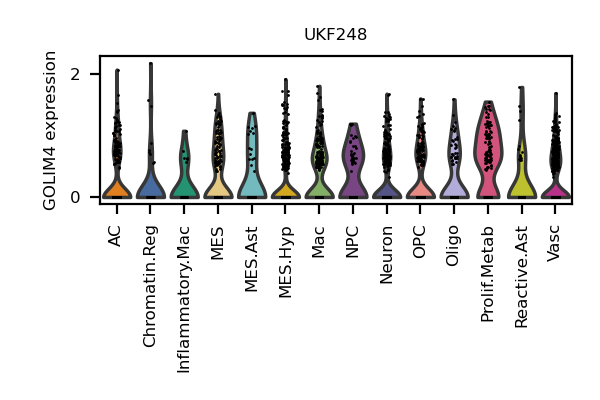 UKF248
GOLIM4 expression
2
0
AC
Chromatin.Reg
Inflammatory.Mac
MES
MES.Ast
MES.Hyp
Mac
NPC
Neuron
OPC
Oligo
Prolif.Metab
Reactive.Ast
Vasc